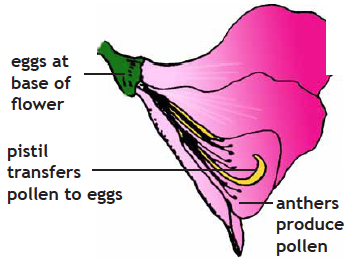 eggs at
base of
flower
pistil
transfers
pollen to eggs
anthers
produce
pollen